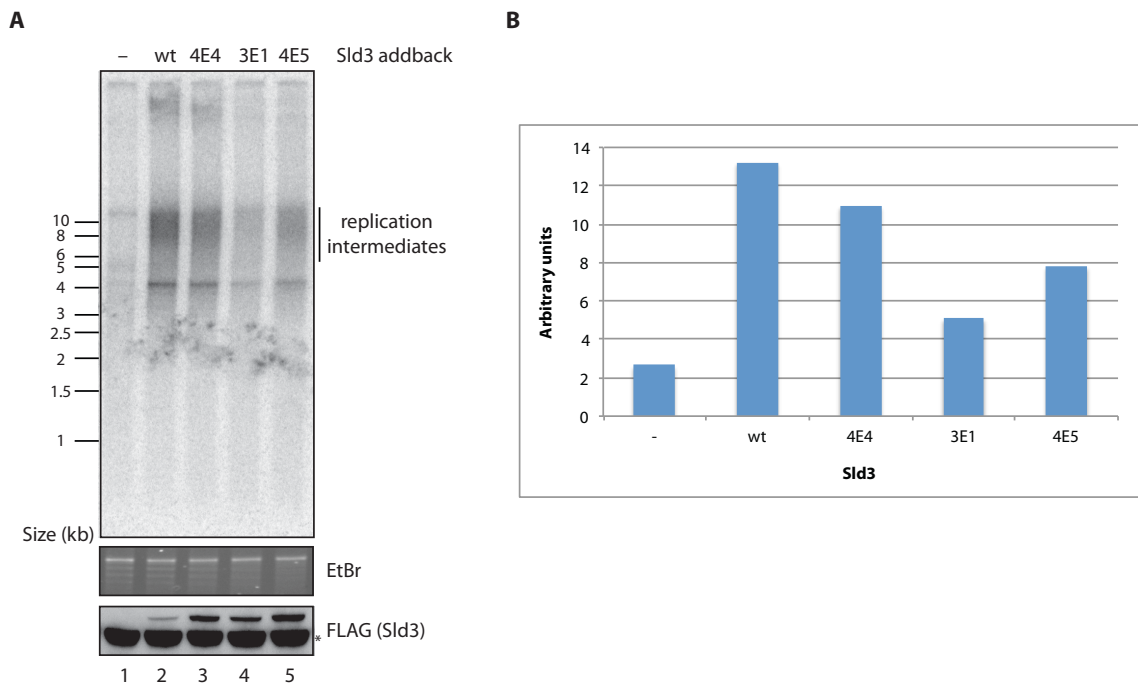 A
B
– wt 4E4 3E1 4E5 Sld3 addback
10
8
6
5
4
3
2.5
2
1.5
1
replication
intermediates
Size (kb)
EtBr
FLAG (Sld3)
*
1 2 3 4 5
14
12
10
8
6
4
2
0
Arbitrary units
- wt 4E4 3E1 4E5
Sld3